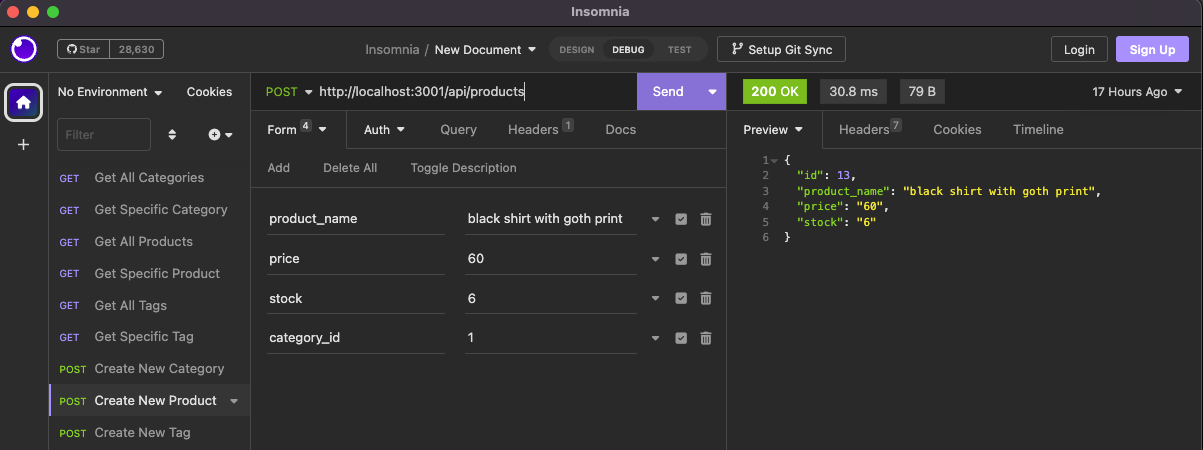 Insomnia
Star 28,630
Insomnia / New Document
DESIGN DEBUG TEST
Setup Git Sync
Login
Sign Up
No Environment
Cookies
Filter
GET Get All Categories
GET Get Specific Category
GET Get All Products
GET Get Specific Product
GET Get All Tags
GET Get Specific Tag
POST Create New Category
POST Create New Product
POST Create New Tag
POST http://localhost:3001/api/products
Send
Form 4 Auth Query Headers 1 Docs
Add Delete All Toggle Description
product_name black shirt with goth print
price 60
stock 6
category_id 1
200 OK 30.8 ms 79 B 17 Hours Ago
Preview Headers 7 Cookies Timeline
1 {
2 "id": 13,
3 "product_name": "black shirt with goth print",
4 "price": "60",
5 "stock": "6"
6 }